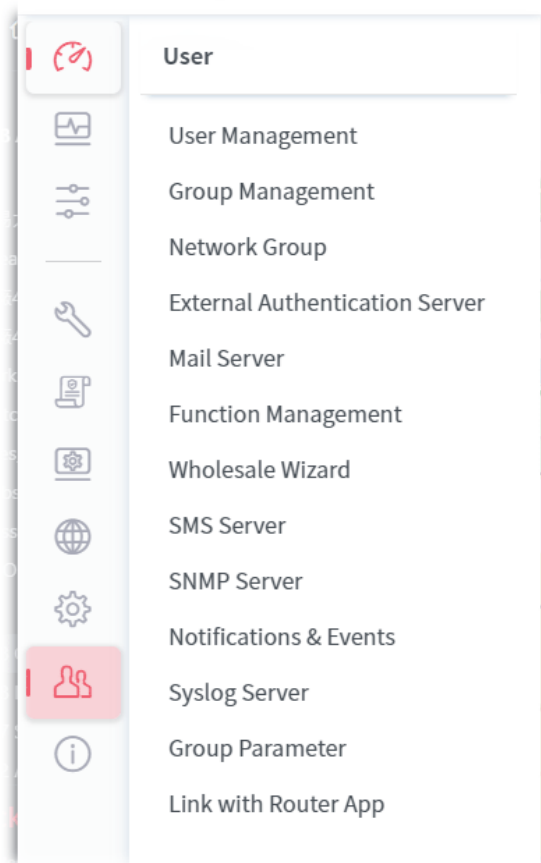 User
User Management
Group Management
Network Group
External Authentication Server
Mail Server
Function Management
Wholesale Wizard
SMS Server
SNMP Server
Notifications & Events
Syslog Server
Group Parameter
Link with Router App